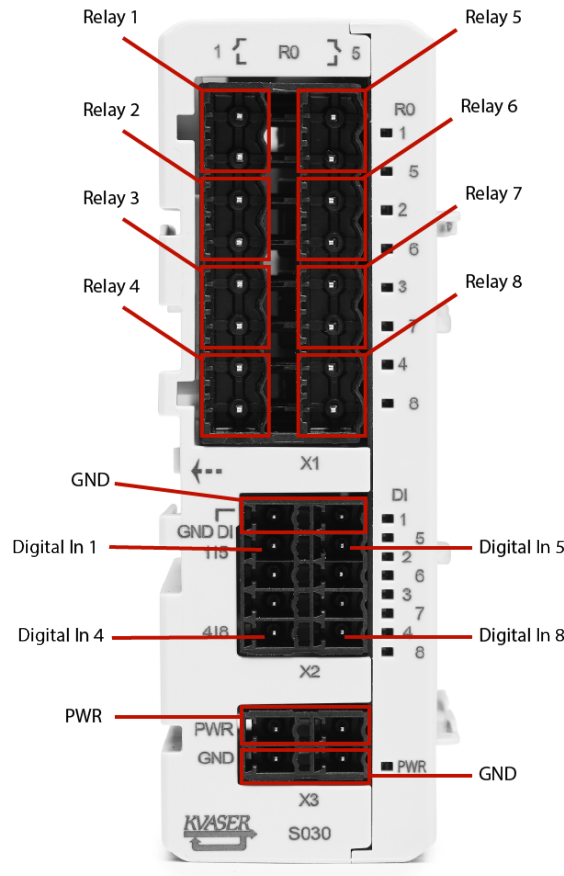 Relay 1
Relay 5
1 R0 5
Relay 2
Relay 6
R0
1
5
Relay 3
Relay 7
2
6
Relay 4
Relay 8
3
7
4
8
X1
GND
DI
GND DI
1
5
Digital In 1
1|5
Digital In 5
2
6
3
7
Digital In 4
4|8
Digital In 8
4
8
X2
PWR
PWR
GND
PWR
GND
X3
KVASER
S030